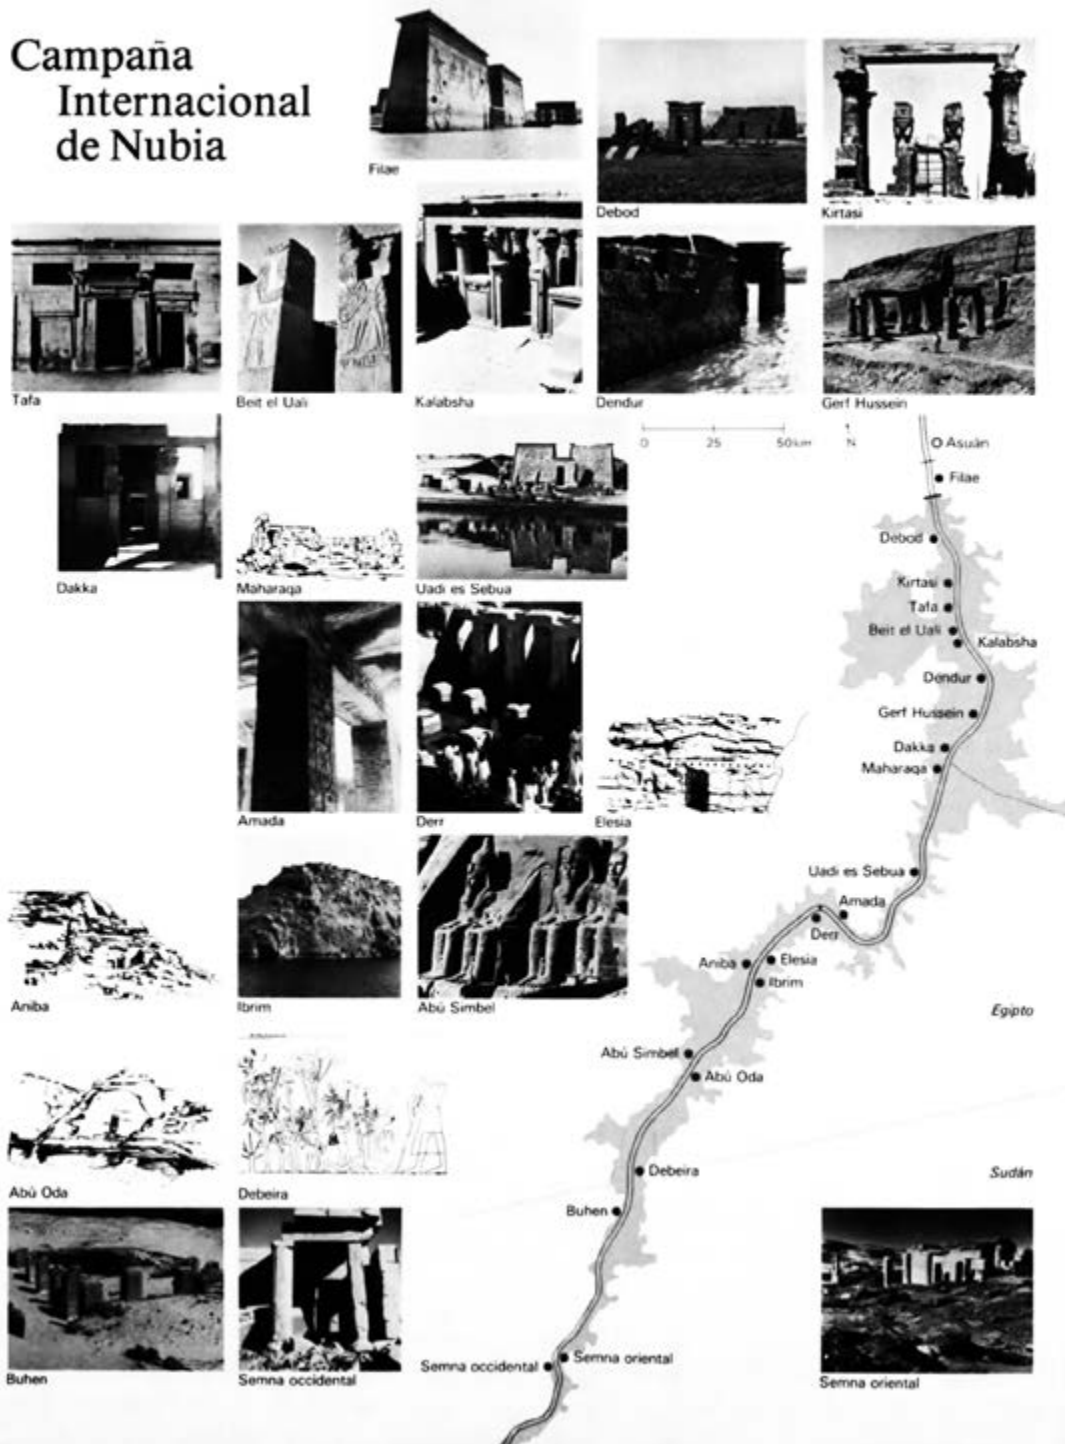 Campaña
Internacional
de Nubia
Filae
Debod
Kirtasi
Tafa
Beit el Uali
Kalabsha
Dendur
Gerf Hussein
Dakka
Maharaqa
Uadi es Sebua
Amada
Derr
Elesia
Aniba
Ibrim
Abú Simbel
Abú Oda
Debeira
Buhen
Semna occidental
Semna oriental
0 25 50 km
N
Asuán
Filae
Debod
Kirtasi
Tafa
Beit el Uali
Kalabsha
Dendur
Gerf Hussein
Dakka
Maharaqa
Uadi es Sebua
Amada
Derr
Elesia
Aniba
Ibrim
Egipto
Abú Simbel
Abú Oda
Debeira
Sudán
Buhen
Semna oriental
Semna occidental